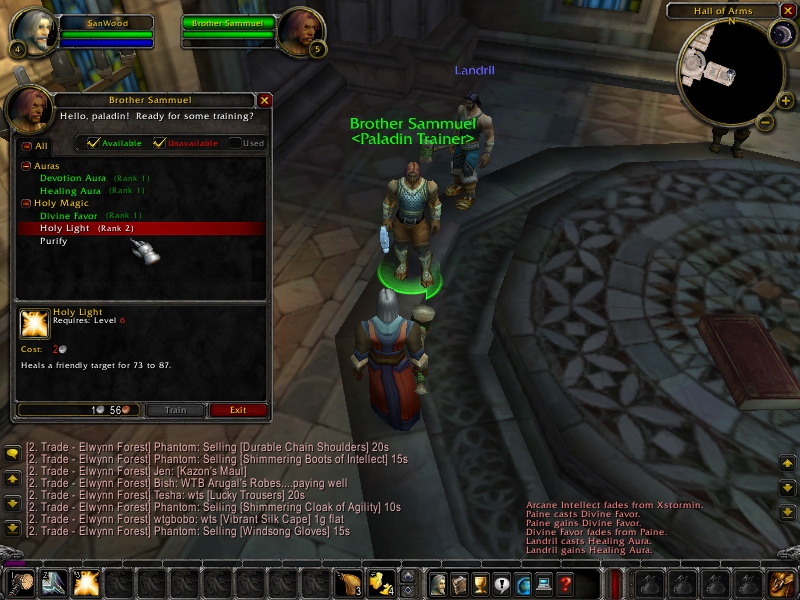 SanWood
4
Brother Sammuel
5
Hall of Arms
N
Landril
Brother Sammuel
<Paladin Trainer>
Brother Sammuel
Hello, paladin! Ready for some training?
All
Available
Unavailable
Used
Auras
Devotion Aura (Rank 1)
Healing Aura (Rank 1)
Holy Magic
Divine Favor (Rank 1)
Holy Light (Rank 2)
Purify
Holy Light
Requires: Level 6
Cost: 2
Heals a friendly target for 73 to 87.
1 56
Train
Exit
[2. Trade - Elwynn Forest] Phantom: Selling [Durable Chain Shoulders] 20s
[2. Trade - Elwynn Forest] Phantom: Selling [Shimmering Boots of Intellect] 15s
[2. Trade - Elwynn Forest] Jen: [Kazon's Maul]
[2. Trade - Elwynn Forest] Bish: WTB Arugal's Robes....paying well
[2. Trade - Elwynn Forest] Tesha: wts [Lucky Trousers] 20s
[2. Trade - Elwynn Forest] Phantom: Selling [Shimmering Cloak of Agility] 10s
[2. Trade - Elwynn Forest] wtgbobo: wts [Vibrant Silk Cape] 1g flat
[2. Trade - Elwynn Forest] Phantom: Selling [Windsong Gloves] 15s
Arcane Intellect fades from Xstormin.
Paine casts Divine Favor.
Paine gains Divine Favor.
Divine Favor fades from Paine.
Landril casts Healing Aura.
Landril gains Healing Aura.
3
4